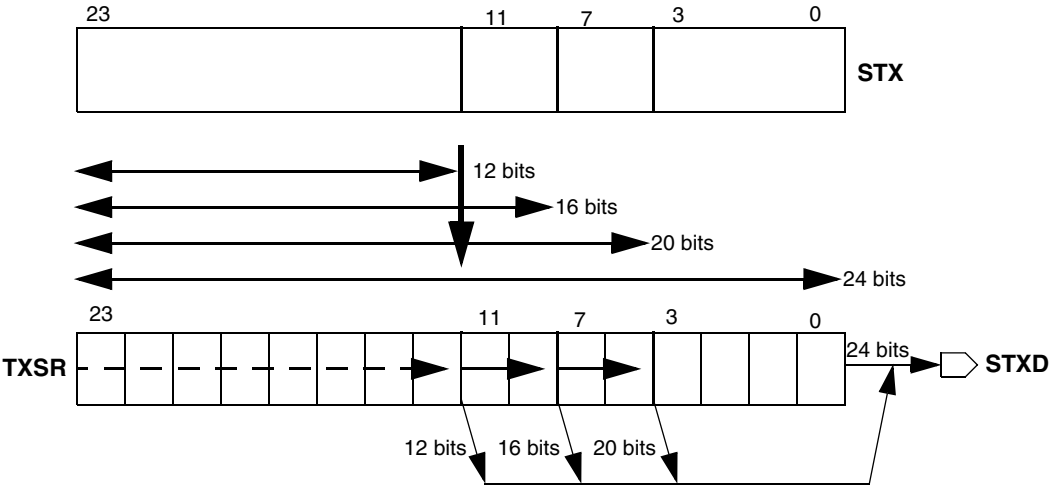 23 11 7 3 0
STX
12 bits
16 bits
20 bits
24 bits
23 11 7 3 0
TXSR 24 bits STXD
12 bits 16 bits 20 bits